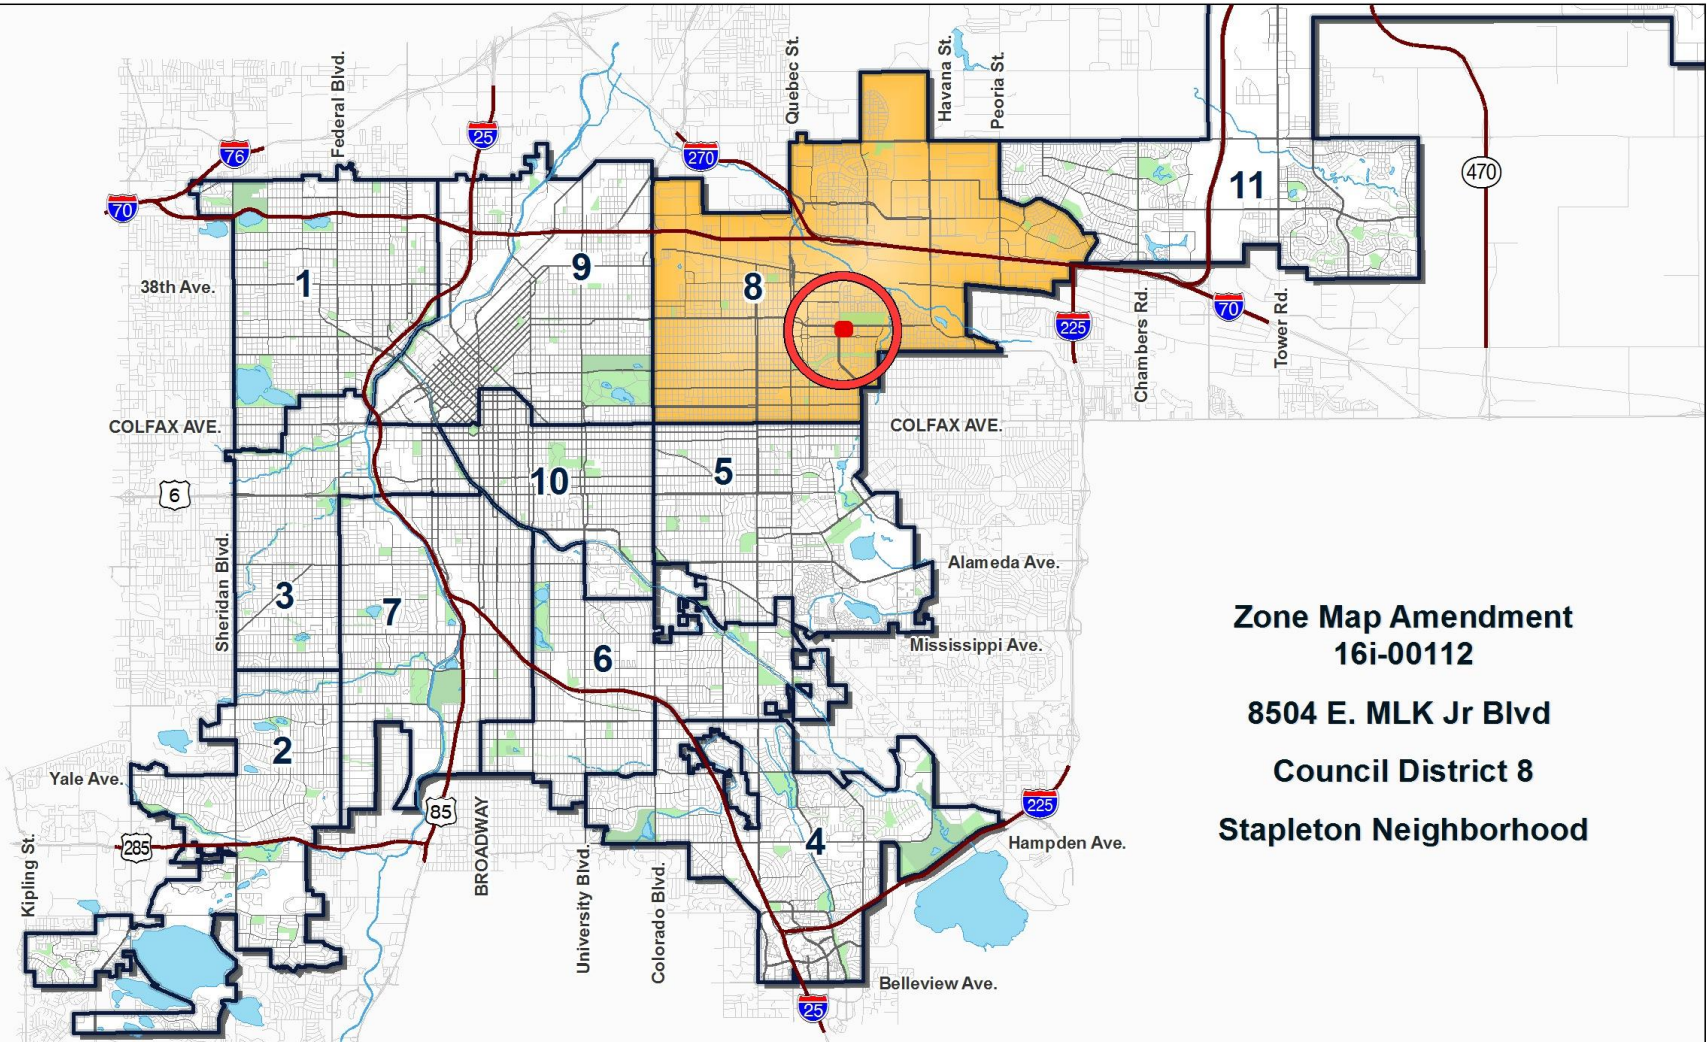 Federal Blvd.
Quebec St.
Havana St.
Peoria St.
25
76
270
470
70
11
9
1
8
38th Ave.
225
70
Chambers Rd.
Tower Rd.
COLFAX AVE.
COLFAX AVE.
6
10
5
Sheridan Blvd.
Alameda Ave.
3
7
6
Mississippi Ave.
2
Yale Ave.
85
285
BROADWAY
225
Hampden Ave.
4
Kipling St.
University Blvd.
Colorado Blvd.
Belleview Ave.
25
Zone Map Amendment
16i-00112
8504 E. MLK Jr Blvd
Council District 8
Stapleton Neighborhood